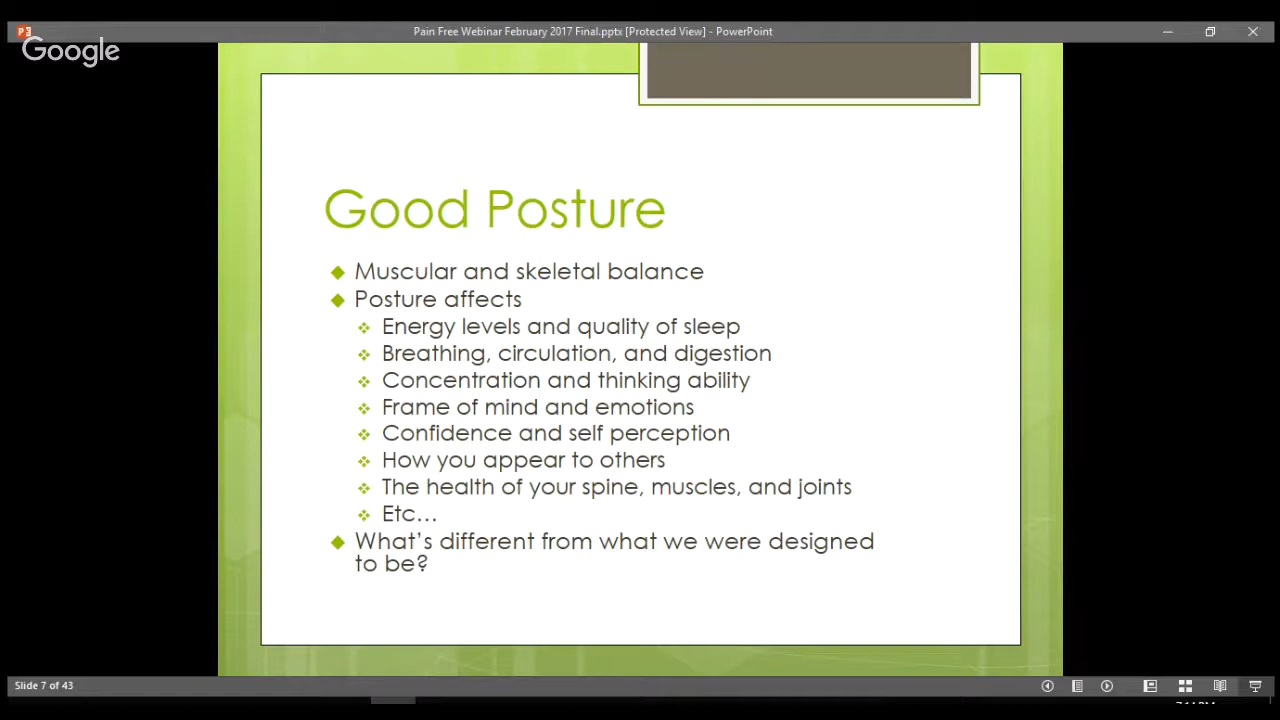 Pain Free Webinar February 2017 Final.pptx [Protected View] - PowerPoint
Google
Good Posture
Muscular and skeletal balance
Posture affects
Energy levels and quality of sleep
Breathing, circulation, and digestion
Concentration and thinking ability
Frame of mind and emotions
Confidence and self perception
How you appear to others
The health of your spine, muscles, and joints
Etc…
What’s different from what we were designed
to be?
Slide 7 of 43